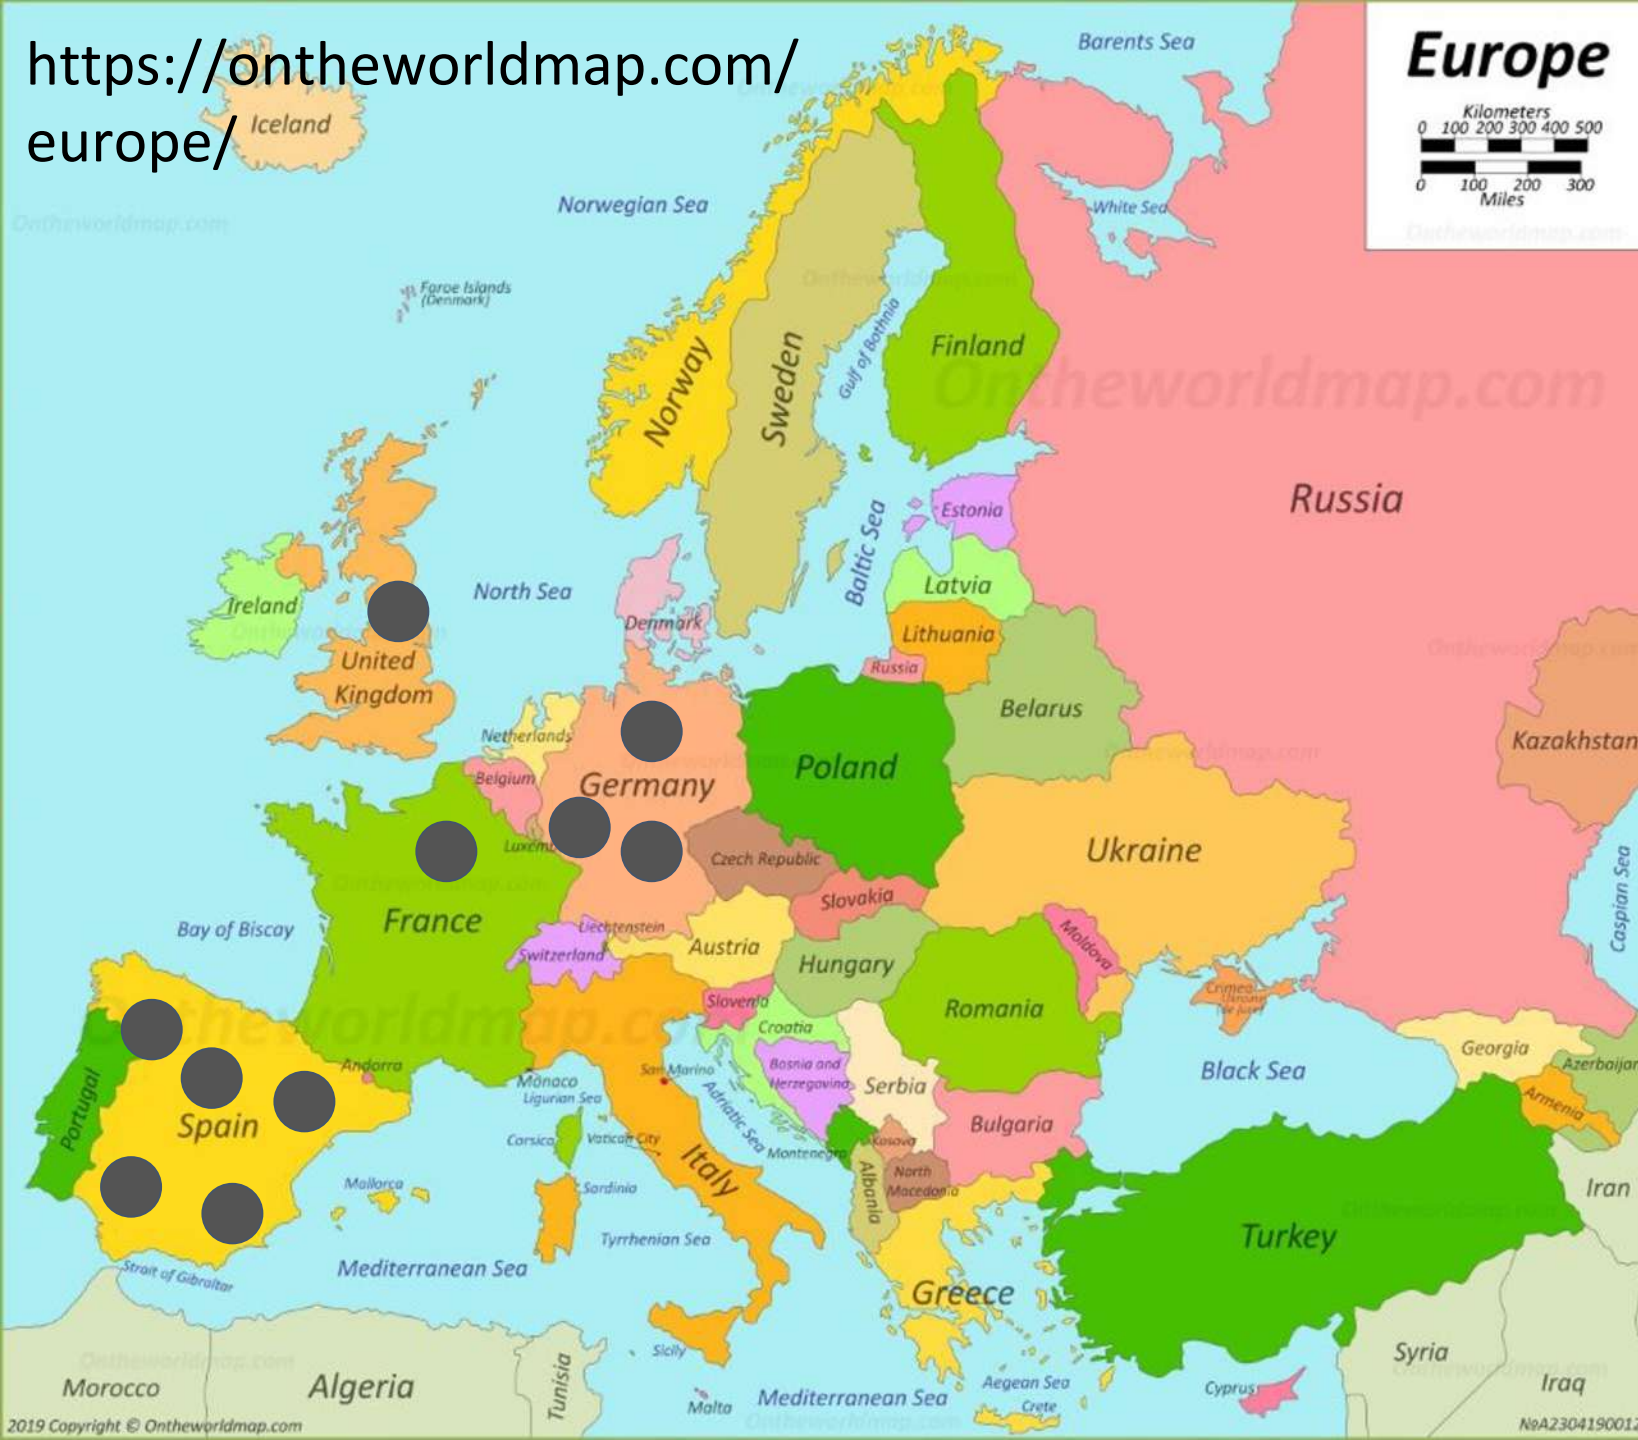 https://ontheworldmap.com/
europe/
Europe
Kilometers
0 100 200 300 400 500
0 100 200 300
Miles
Barents Sea
Iceland
Norwegian Sea
White Sea
Ontheworldmap.com
Ontheworldmap.com
Faroe Islands
(Denmark)
Gulf of Bothnia
Finland
Norway
Sweden
Ontheworldmap.com
Russia
Estonia
Baltic Sea
North Sea
Latvia
Ireland
Denmark
Lithuania
United
Kingdom
Russia
Belarus
Netherlands
Kazakhstan
Belgium
Germany
Poland
Ukraine
Czech Republic
Slovakia
Caspian Sea
France
Bay of Biscay
Liechtenstein
Switzerland
Austria
Hungary
Moldova
Slovenia
Romania
Crimea
Croatia
Georgia
Azerbaijan
Andorra
San Marino
Bosnia and
Herzegovina
Serbia
Black Sea
Monaco
Ligurian Sea
Armenia
Portugal
Spain
Adriatic Sea
Bulgaria
Corsica
Vatican City
Montenegro
Kosovo
Italy
Albania
North
Macedonia
Mallorca
Sardinia
Iran
Tyrrhenian Sea
Turkey
Mediterranean Sea
Strait of Gibraltar
Greece
Sicily
Syria
Morocco
Algeria
Tunisia
Aegean Sea
Cyprus
Iraq
Malta
Mediterranean Sea
Crete
2019 Copyright © Ontheworldmap.com